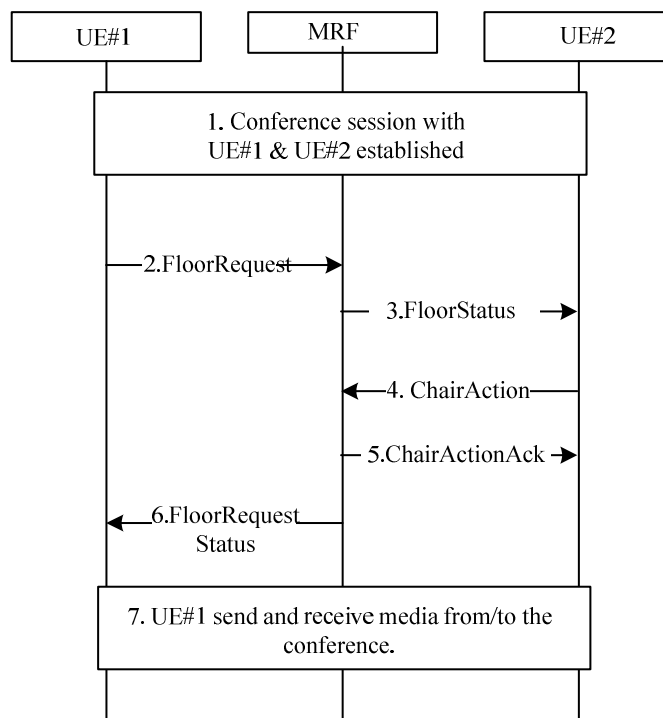 UE#1
MRF
UE#2
1. Conference session with
UE#1 & UE#2 established
2.FloorRequest
3.FloorStatus
4. ChairAction
5.ChairActionAck
6.FloorRequest
Status
7. UE#1 send and receive media from/to the
conference.